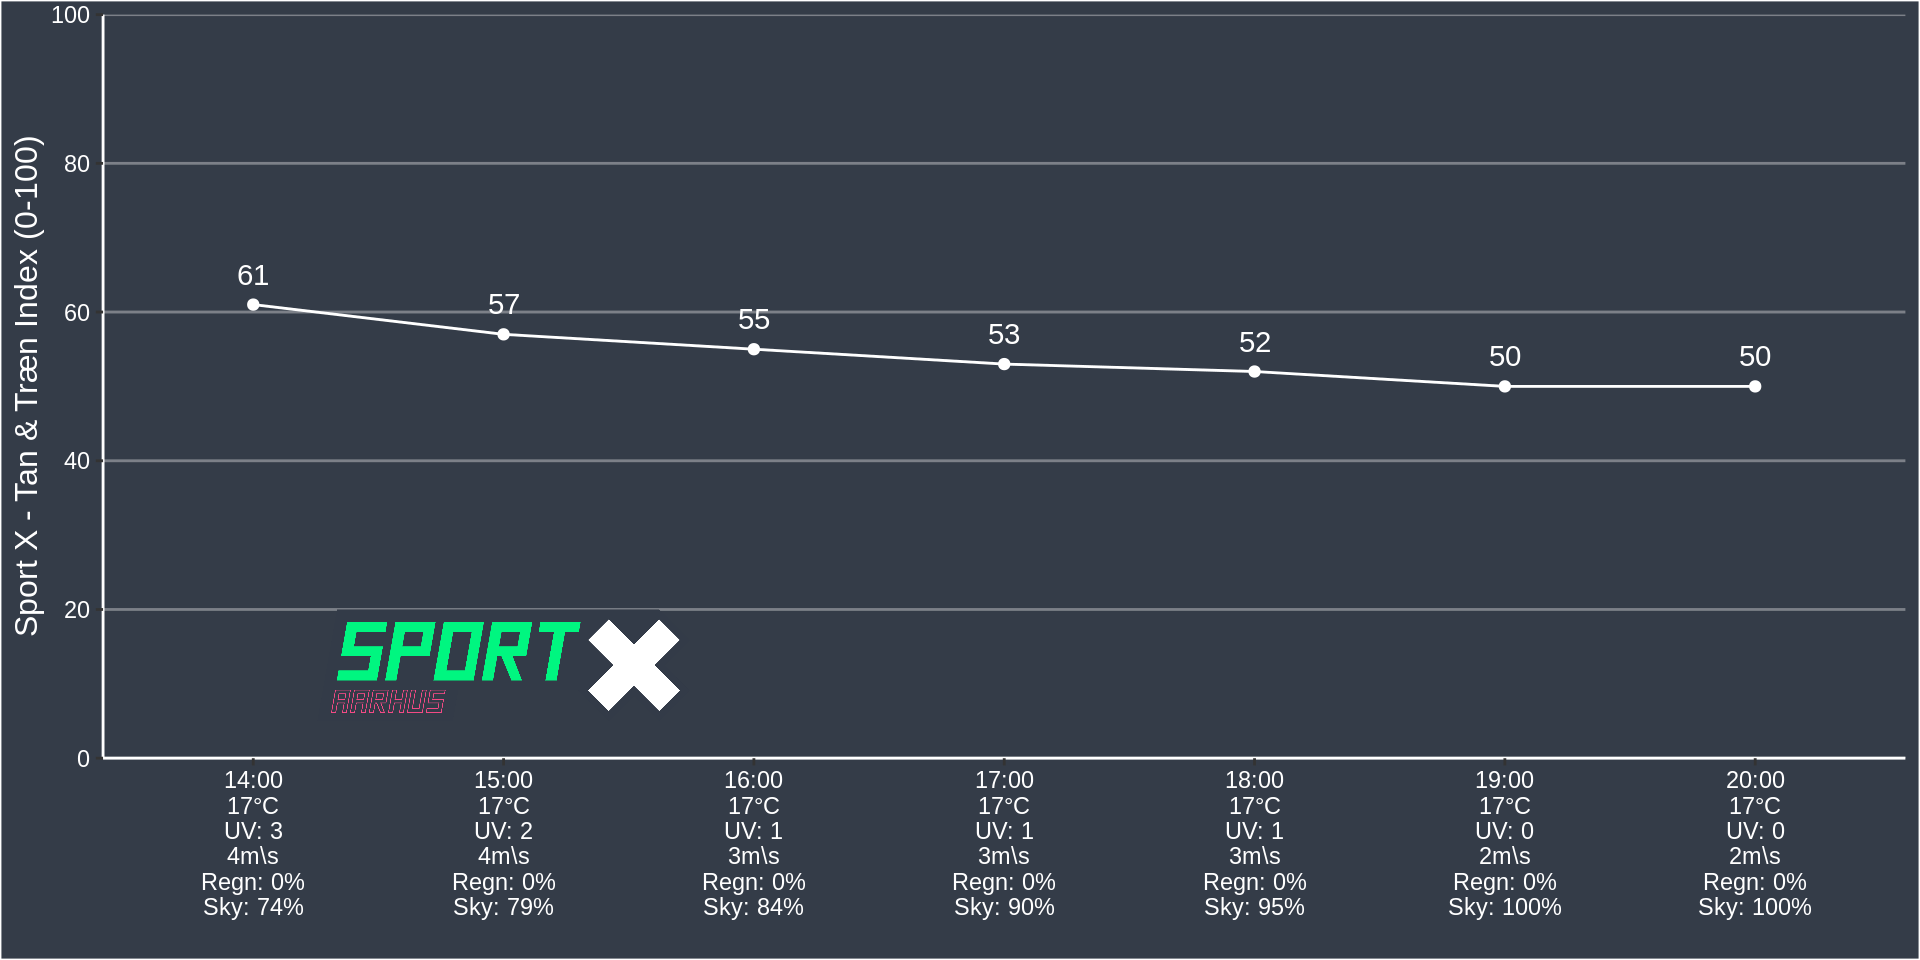 Sport X - Tan & Træn Index (0-100)
100
80
60
40
20
0
61
57
55
53
52
50
50
SPORT X
AARHUS
14:00 15:00 16:00 17:00 18:00 19:00 20:00
17°C 17°C 17°C 17°C 17°C 17°C 17°C
UV: 3 UV: 2 UV: 1 UV: 1 UV: 1 UV: 0 UV: 0
4m\s 4m\s 3m\s 3m\s 3m\s 2m\s 2m\s
Regn: 0% Regn: 0% Regn: 0% Regn: 0% Regn: 0% Regn: 0% Regn: 0%
Sky: 74% Sky: 79% Sky: 84% Sky: 90% Sky: 95% Sky: 100% Sky: 100%